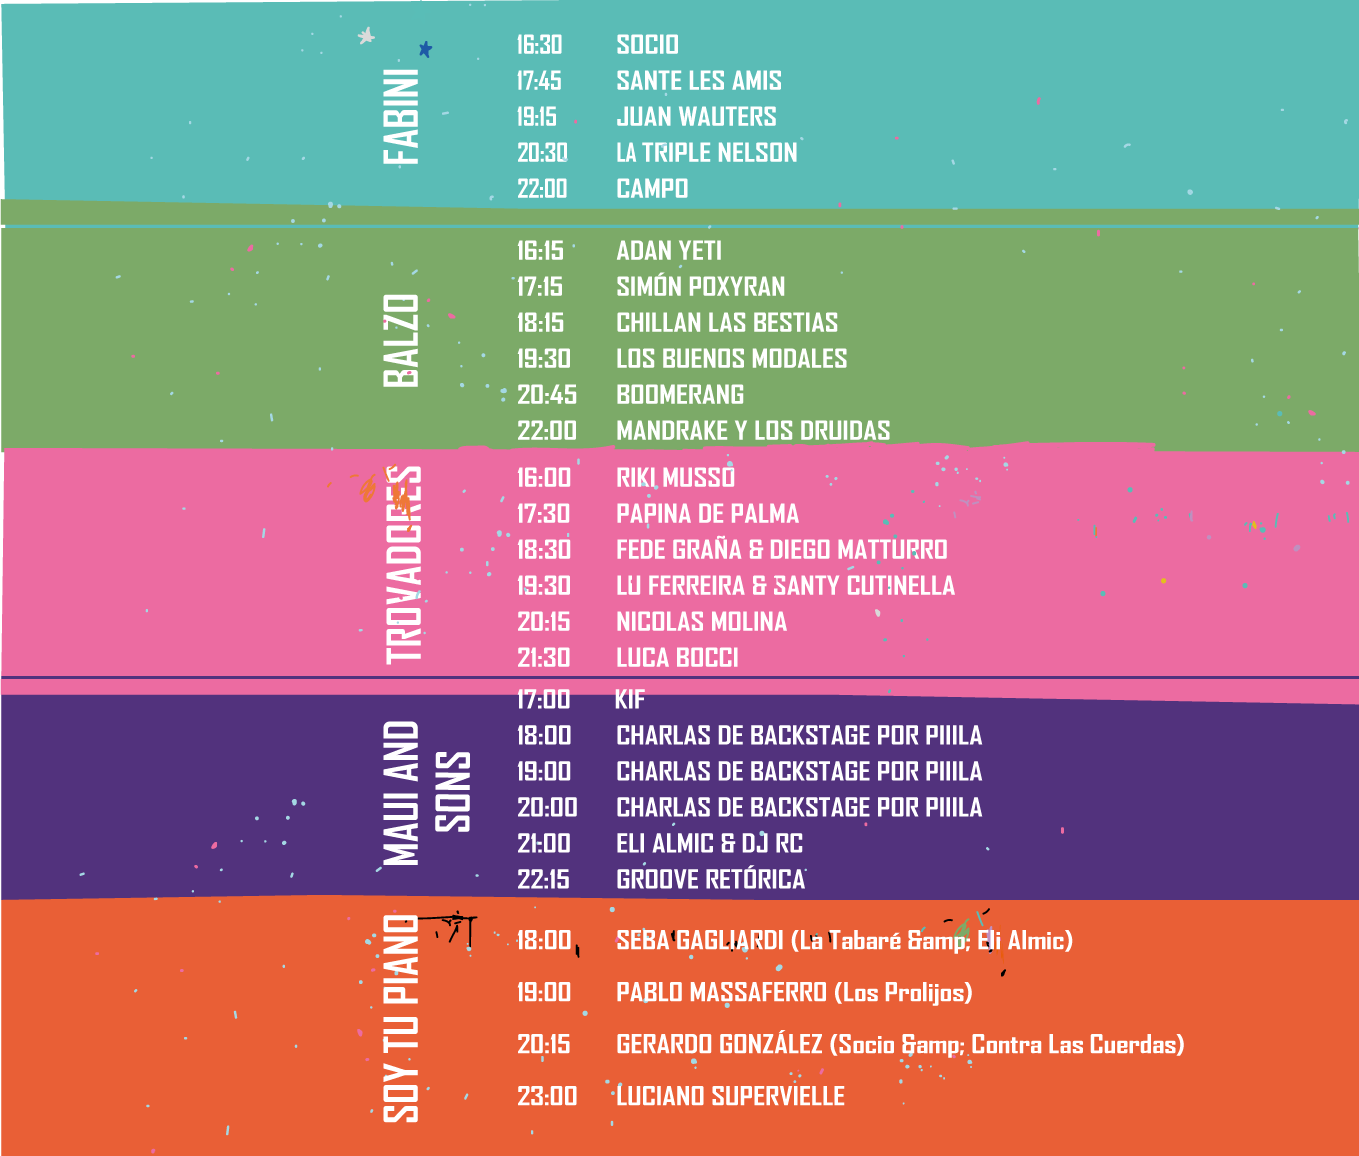 FABINI
16:30 SOCIO
17:45 SANTE LES AMIS
19:15 JUAN WAUTERS
20:30 LA TRIPLE NELSON
22:00 CAMPO
BALZO
16:15 ADAN YETI
17:15 SIMÓN POXYRAN
18:15 CHILLAN LAS BESTIAS
19:30 LOS BUENOS MODALES
20:45 BOOMERANG
22:00 MANDRAKE Y LOS DRUIDAS
TROVADORES
16:00 RIKI MUSSO
17:30 PAPINA DE PALMA
18:30 FEDE GRAÑA & DIEGO MATTURRO
19:30 LU FERREIRA & SANTY CUTINELLA
20:15 NICOLAS MOLINA
21:30 LUCA BOCCI
MAUI AND
SONS
17:00 KIF
18:00 CHARLAS DE BACKSTAGE POR PIIILA
19:00 CHARLAS DE BACKSTAGE POR PIIILA
20:00 CHARLAS DE BACKSTAGE POR PIIILA
21:00 ELI ALMIC & DJ RC
22:15 GROOVE RETÓRICA
SOY TU PIANO
18:00 SEBA GAGLIARDI (La Tabaré &amp; Eli Almic)
19:00 PABLO MASSAFERRO (Los Prolijos)
20:15 GERARDO GONZÁLEZ (Socio &amp; Contra Las Cuerdas)
23:00 LUCIANO SUPERVIELLE